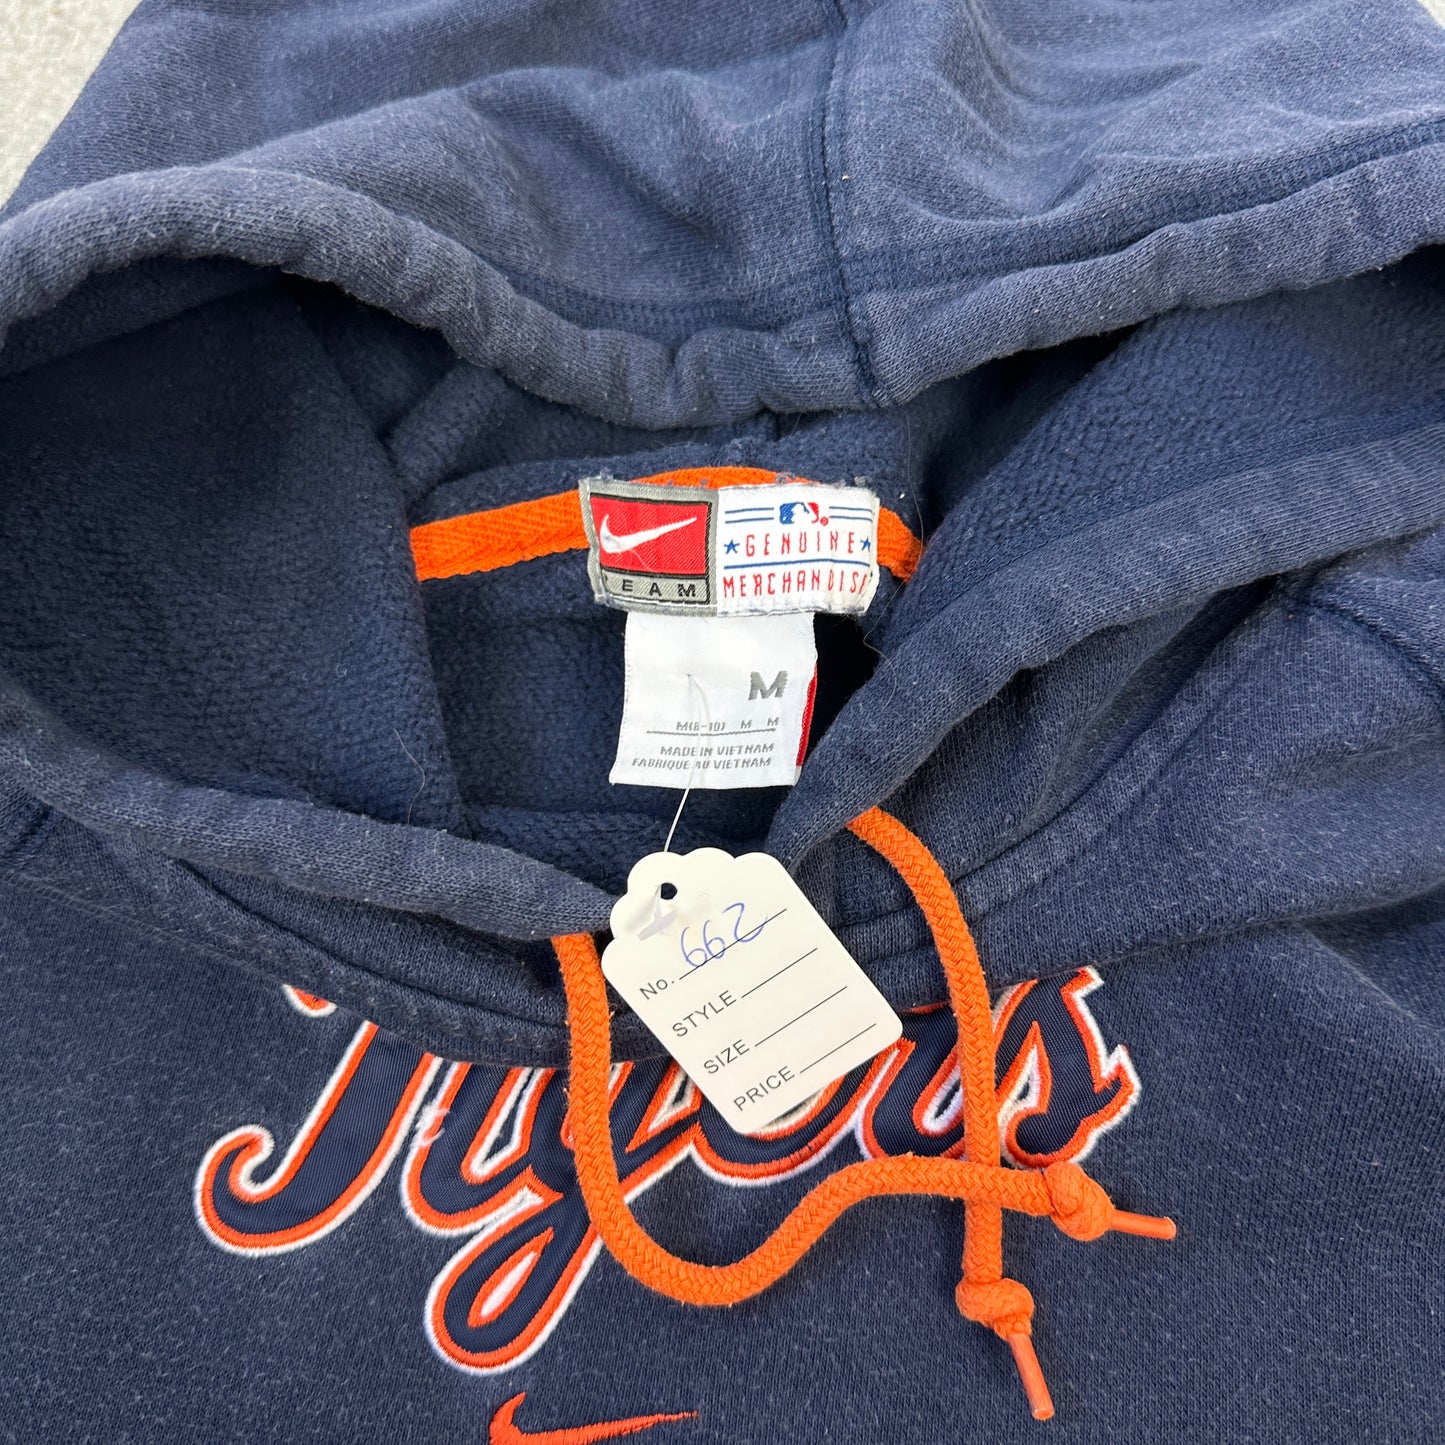 TEAM
GENUINE
MERCHANDISE
M
M(8-10) M M
MADE IN VIETNAM
FABRIQUE AU VIETNAM
No. 662
STYLE
SIZE
PRICE
Tigers